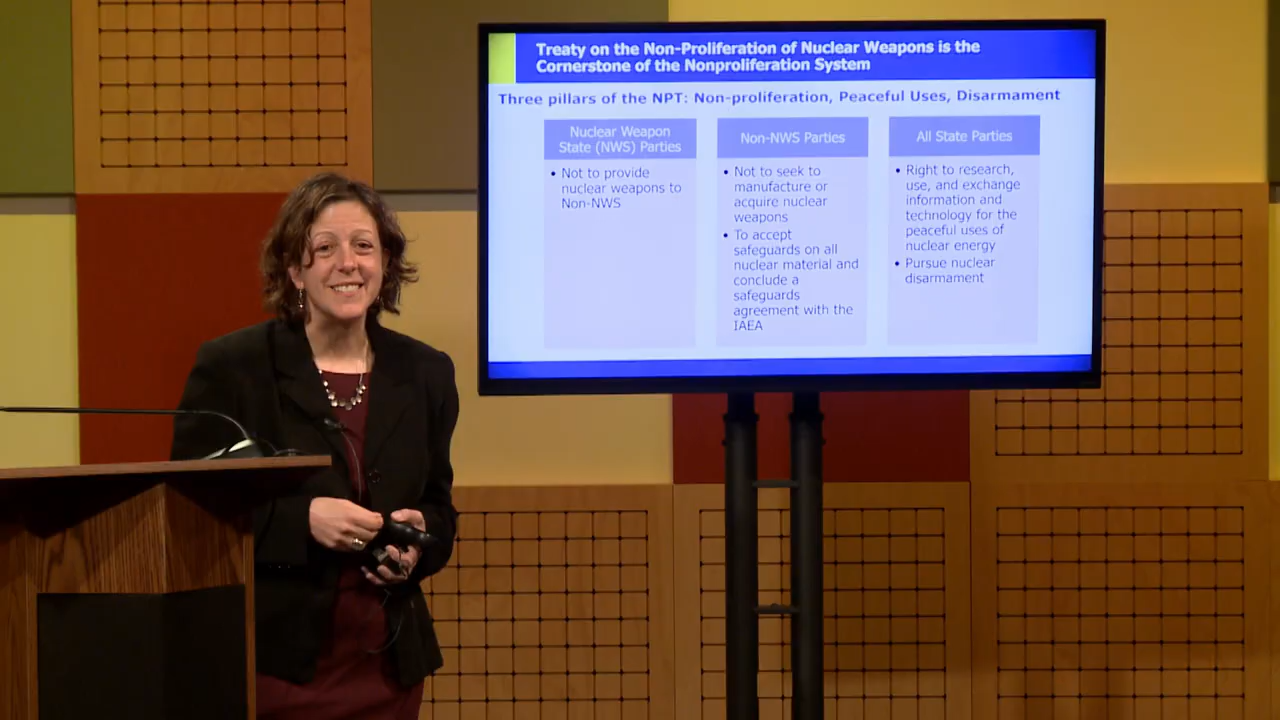 Treaty on the Non-Proliferation of Nuclear Weapons is the
Cornerstone of the Nonproliferation System
Three pillars of the NPT: Non-proliferation, Peaceful Uses, Disarmament
Nuclear Weapon
State (NWS) Parties
• Not to provide
nuclear weapons to
Non-NWS
Non-NWS Parties
• Not to seek to
manufacture or
acquire nuclear
weapons
• To accept
safeguards on all
nuclear material and
conclude a
safeguards
agreement with the
IAEA
All State Parties
• Right to research,
use, and exchange
information and
technology for the
peaceful uses of
nuclear energy
• Pursue nuclear
disarmament